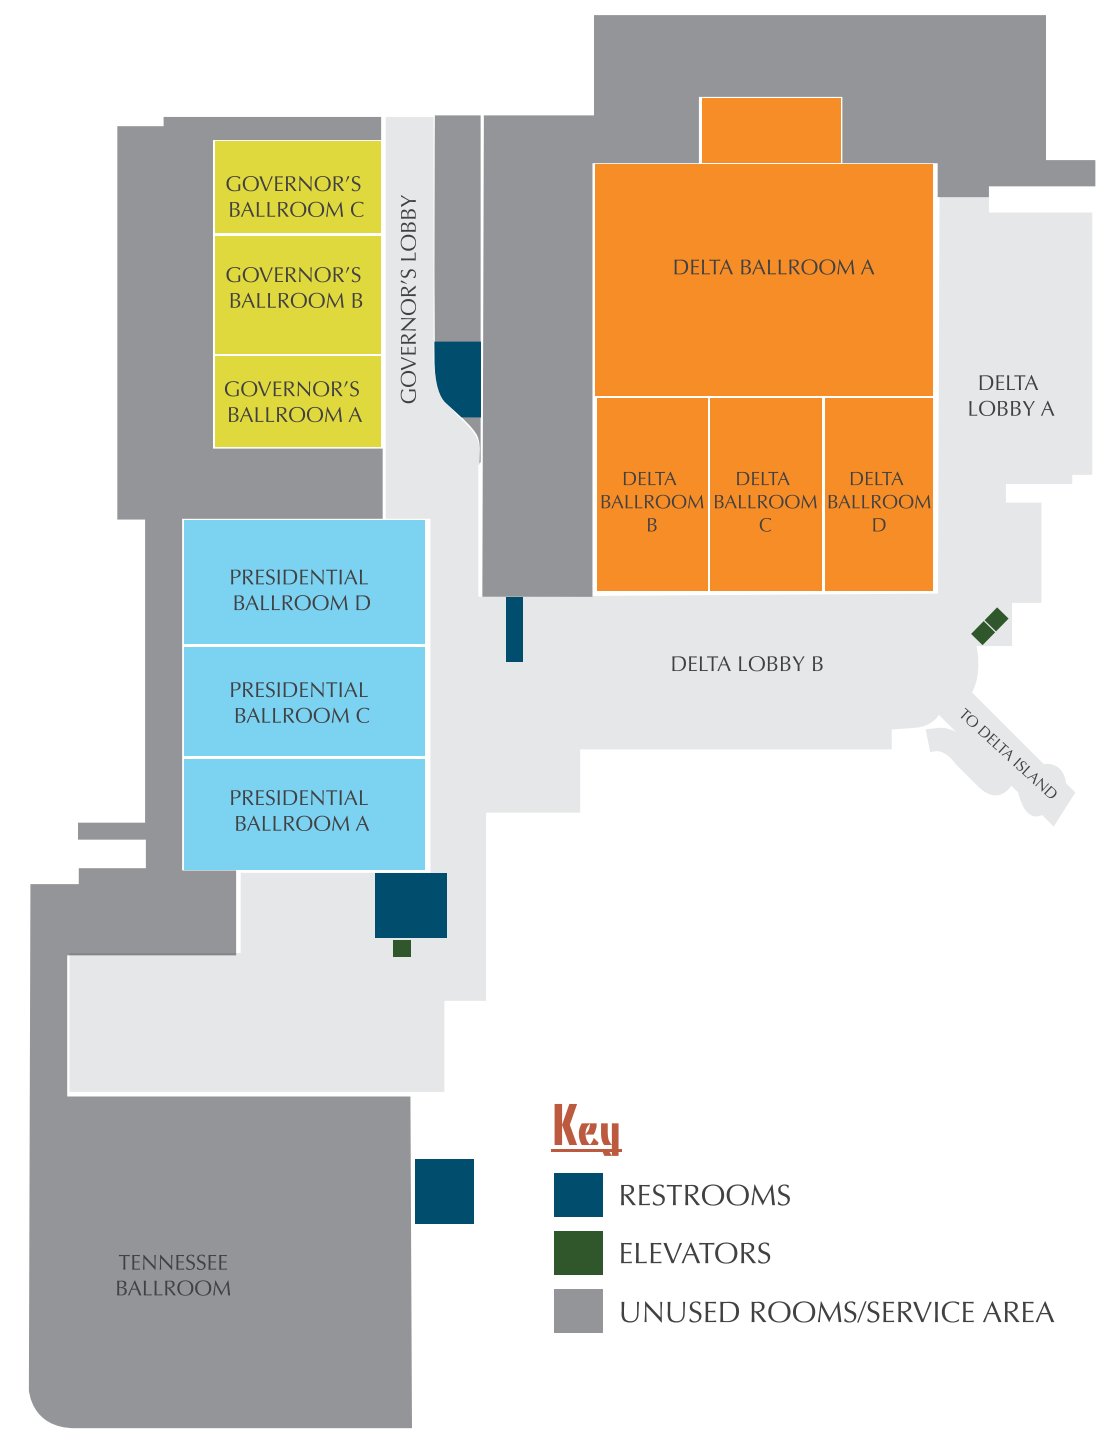 GOVERNOR'S
BALLROOM C
GOVERNOR'S
BALLROOM B
GOVERNOR'S
BALLROOM A
GOVERNOR'S LOBBY
DELTA BALLROOM A
DELTA
LOBBY A
DELTA
BALLROOM
B
DELTA
BALLROOM
C
DELTA
BALLROOM
D
PRESIDENTIAL
BALLROOM D
PRESIDENTIAL
BALLROOM C
PRESIDENTIAL
BALLROOM A
DELTA LOBBY B
TO DELTA ISLAND
TENNESSEE
BALLROOM
Key
RESTROOMS
ELEVATORS
UNUSED ROOMS/SERVICE AREA